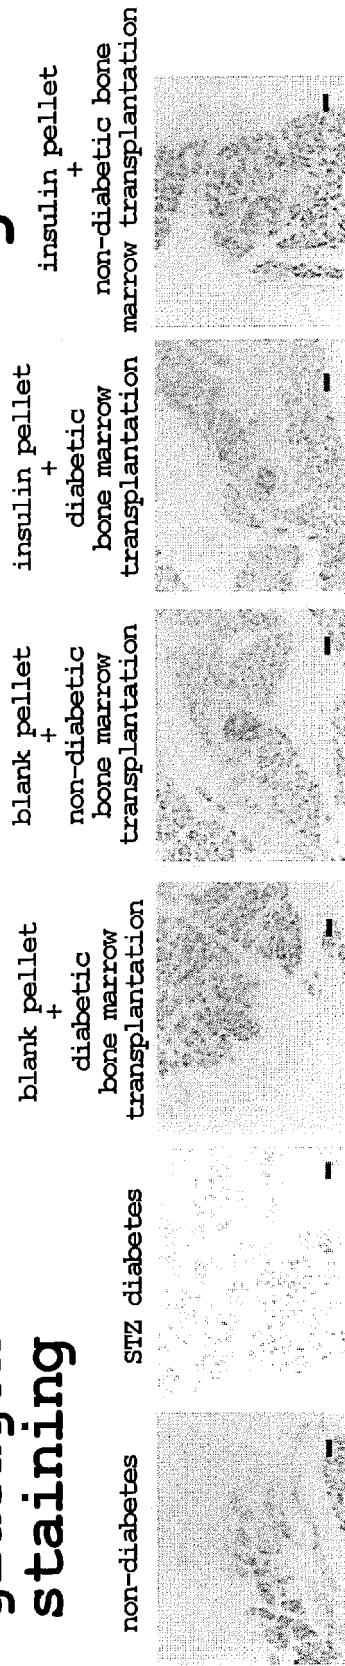 staining
non-diabetes
STZ diabetes
blank pellet
+
diabetic
bone marrow
transplantation
blank pellet
+
non-diabetic
bone marrow
transplantation
insulin pellet
+
diabetic
bone marrow
transplantation
insulin pellet
+
non-diabetic bone
marrow transplantation